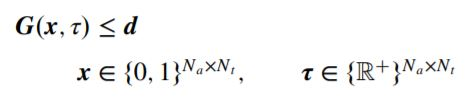 G(x, τ) ≤ d
x ∈ {0, 1}^{N_a×N_t}, τ ∈ {ℝ^+}^{N_a×N_t}